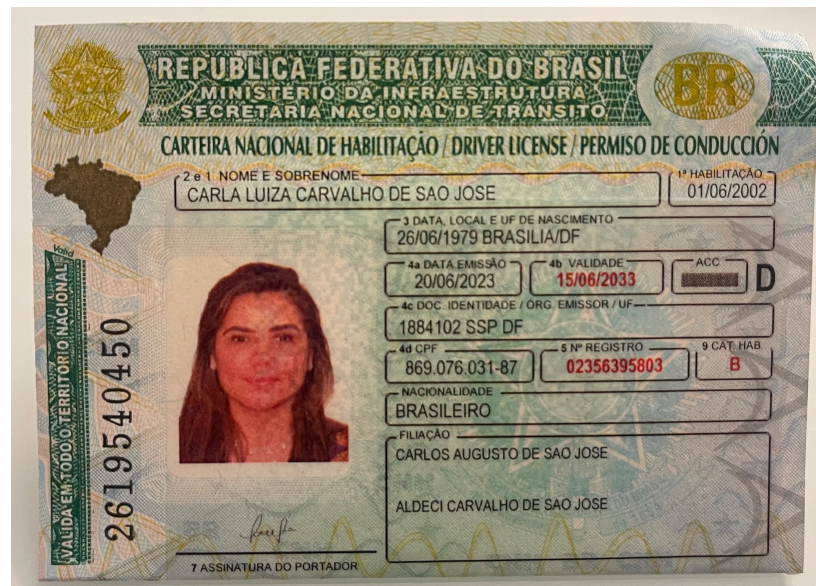 REPÚBLICA FEDERATIVA DO BRASIL
MINISTÉRIO DA INFRAESTRUTURA
SECRETARIA NACIONAL DE TRÂNSITO
BR
CARTEIRA NACIONAL DE HABILITAÇÃO / DRIVER LICENSE / PERMISO DE CONDUCCIÓN
2 e 1 NOME E SOBRENOME
1ª HABILITAÇÃO
CARLA LUIZA CARVALHO DE SAO JOSE
01/06/2002
3 DATA, LOCAL E UF DE NASCIMENTO
26/06/1979 BRASILIA/DF
4a DATA EMISSÃO
4b VALIDADE
ACC
20/06/2023
15/06/2033
D
4c DOC. IDENTIDADE / ÓRG. EMISSOR / UF
1884102 SSP DF
4d CPF
5 Nº REGISTRO
9 CAT. HAB.
869.076.031-87
02356395803
B
NACIONALIDADE
BRASILEIRO
FILIAÇÃO
CARLOS AUGUSTO DE SAO JOSE
ALDECI CARVALHO DE SAO JOSE
Valid
VÁLIDA EM TODO O TERRITÓRIO NACIONAL
2619540450
7 ASSINATURA DO PORTADOR